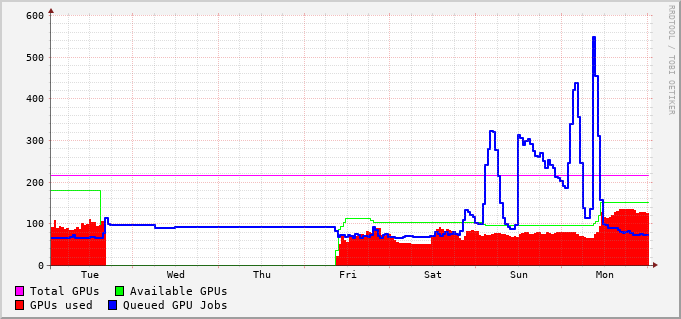 600
500
400
300
200
100
0
Tue Wed Thu Fri Sat Sun Mon
Total GPUs Available GPUs
GPUs used Queued GPU Jobs
RRDTOOL / TOBI OETIKER